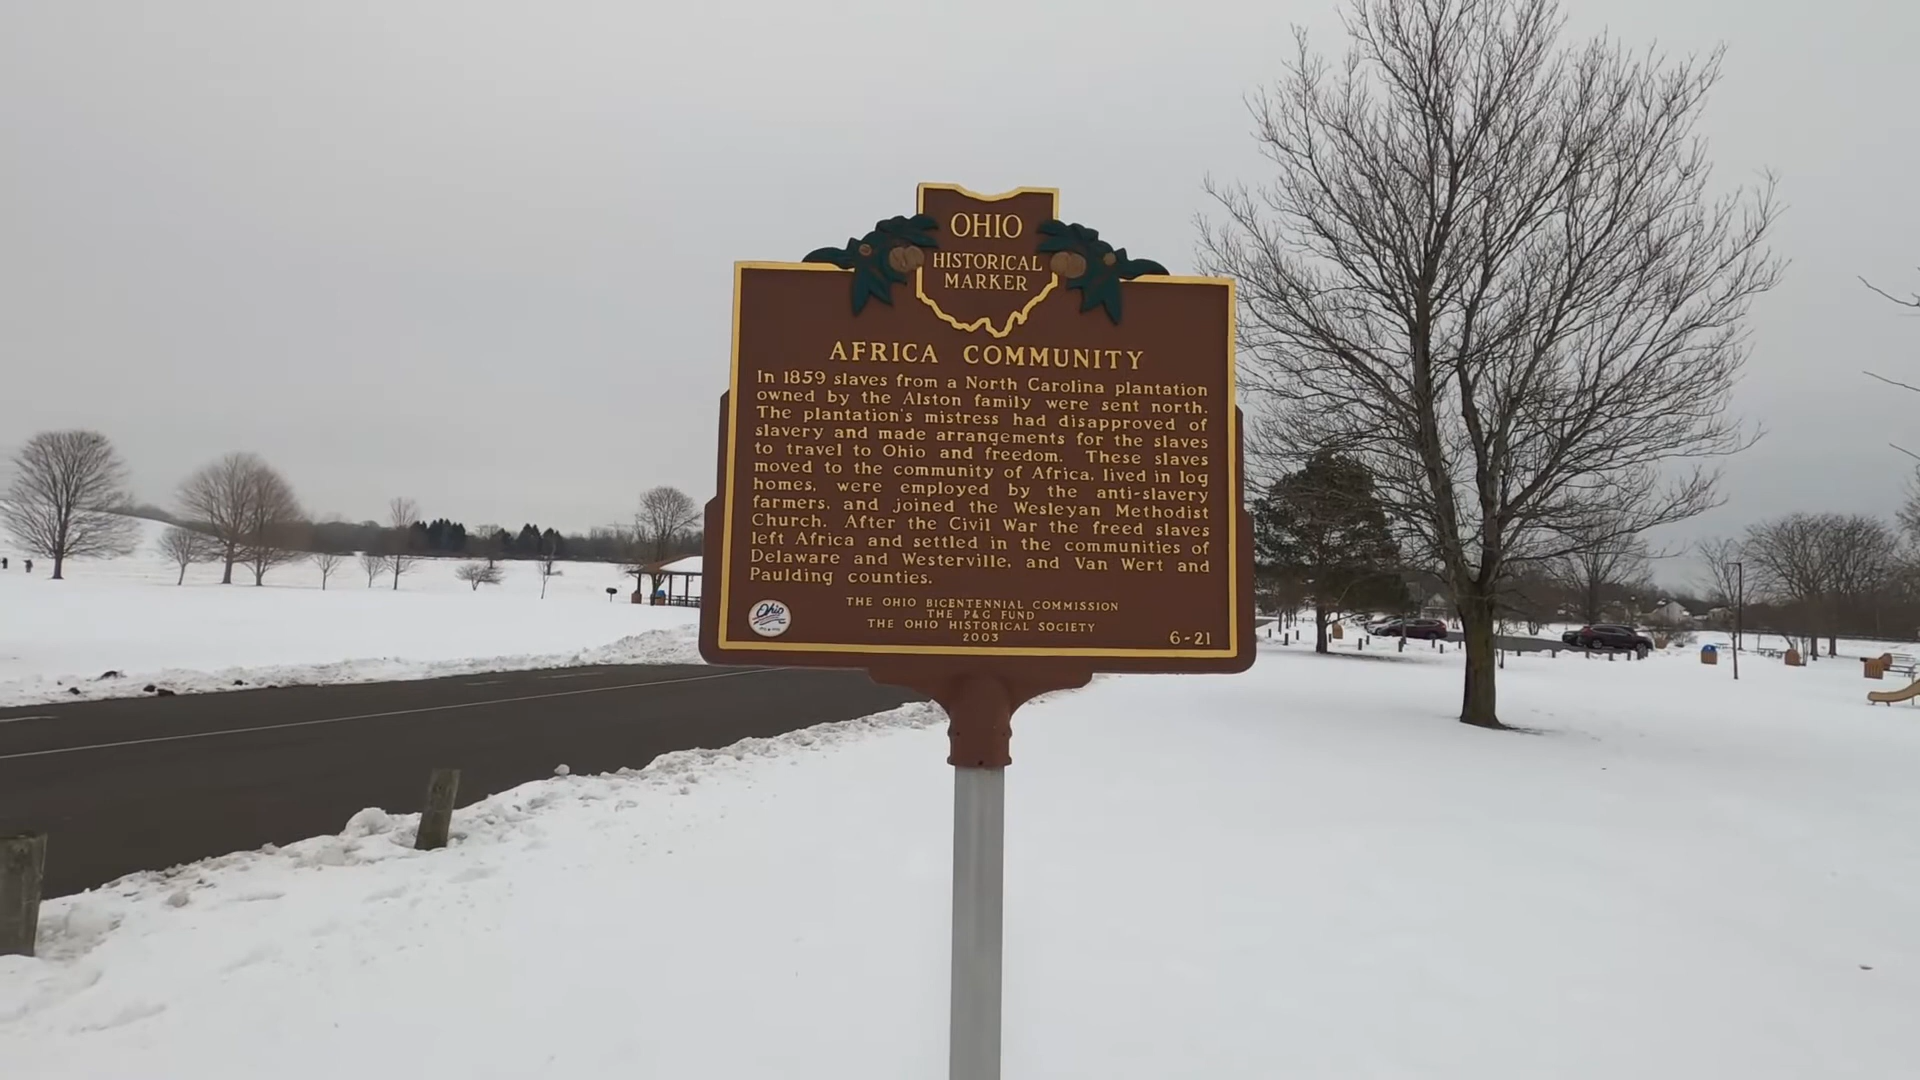 OHIO
HISTORICAL
MARKER
AFRICA COMMUNITY
In 1859 slaves from a North Carolina plantation
owned by the Alston family were sent north.
The plantation's mistress had disapproved of
slavery and made arrangements for the slaves
to travel to Ohio and freedom. These slaves
moved to the community of Africa, lived in log
homes, were employed by the anti-slavery
farmers, and joined the Wesleyan Methodist
Church. After the Civil War the freed slaves
left Africa and settled in the communities of
Delaware and Westerville, and Van Wert and
Paulding counties.
Ohio
THE OHIO BICENTENNIAL COMMISSION
THE P&G FUND
THE OHIO HISTORICAL SOCIETY
2003
6-21